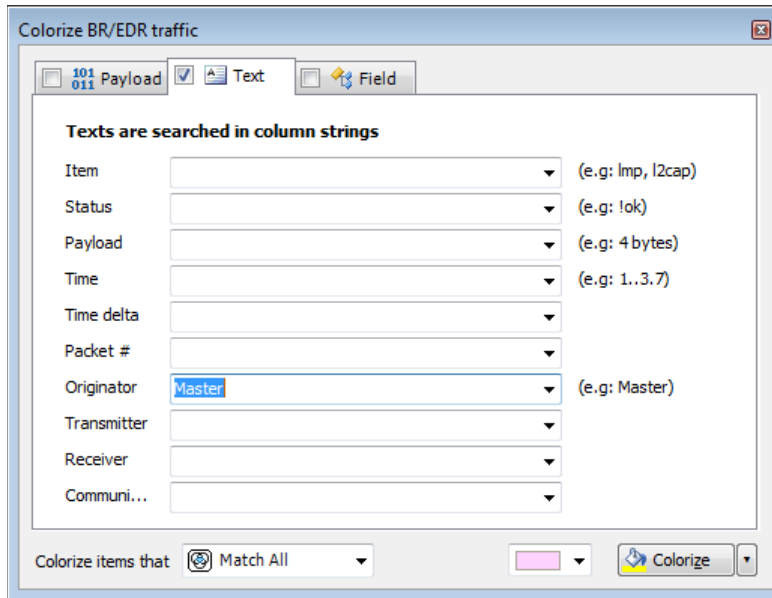 Colorize BR/EDR traffic
101 011 Payload Text Field
Texts are searched in column strings
Item (e.g: lmp, l2cap)
Status (e.g: !ok)
Payload (e.g: 4 bytes)
Time (e.g: 1..3.7)
Time delta
Packet #
Originator Master (e.g: Master)
Transmitter
Receiver
Communi...
Colorize items that Match All Colorize